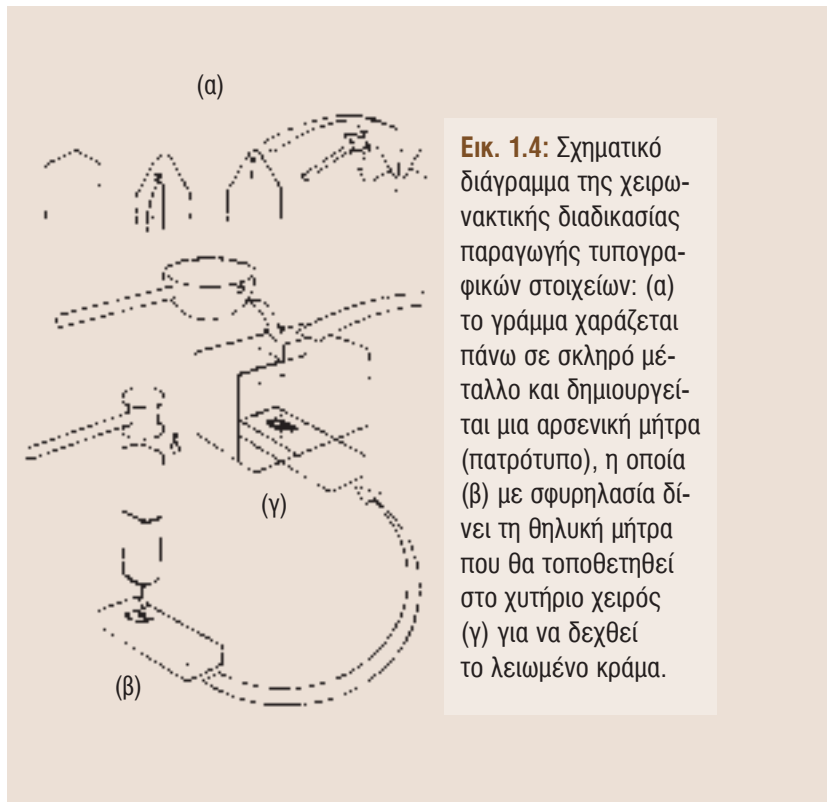 (α)
Εικ. 1.4: Σχηματικό
διάγραμμα της χειρω-
νακτικής διαδικασίας
παραγωγής τυπογρα-
φικών στοιχείων: (α)
το γράμμα χαράζεται
πάνω σε σκληρό μέ-
ταλλο και δημιουργεί-
ται μια αρσενική μήτρα
(πατρότυπο), η οποία
(β) με σφυρηλασία δί-
νει τη θηλυκή μήτρα
που θα τοποθετηθεί
στο χυτήριο χειρός
(γ) για να δεχθεί
το λειωμένο κράμα.
(γ)
(β)